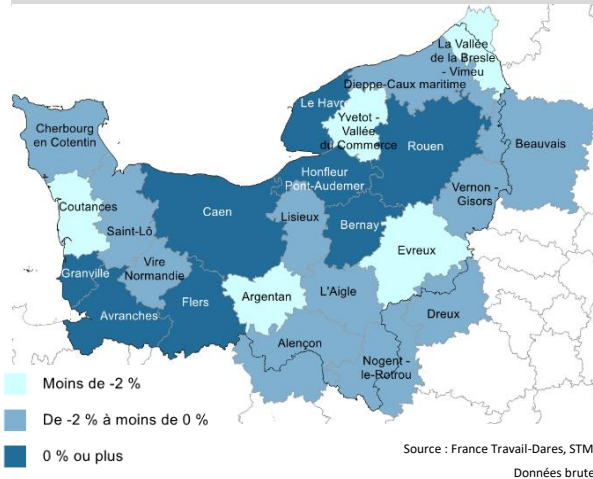 La Vallée
de la Bresle
- Vimeu
Dieppe-Caux maritime
Le Havre
Yvetot -
Vallée
du Commerce
Rouen
Beauvais
Cherbourg
en Cotentin
Honfleur
Pont-Audemer
Vernon -
Gisors
Coutances
Caen
Lisieux
Saint-Lô
Bernay
Evreux
Vire
Normandie
Granville
Flers
Argentan
L'Aigle
Avranches
Dreux
Alençon
Nogent -
le-Rotrou
Moins de -2 %
De -2 % à moins de 0 %
0 % ou plus
Source : France Travail-Dares, STM
Données brute